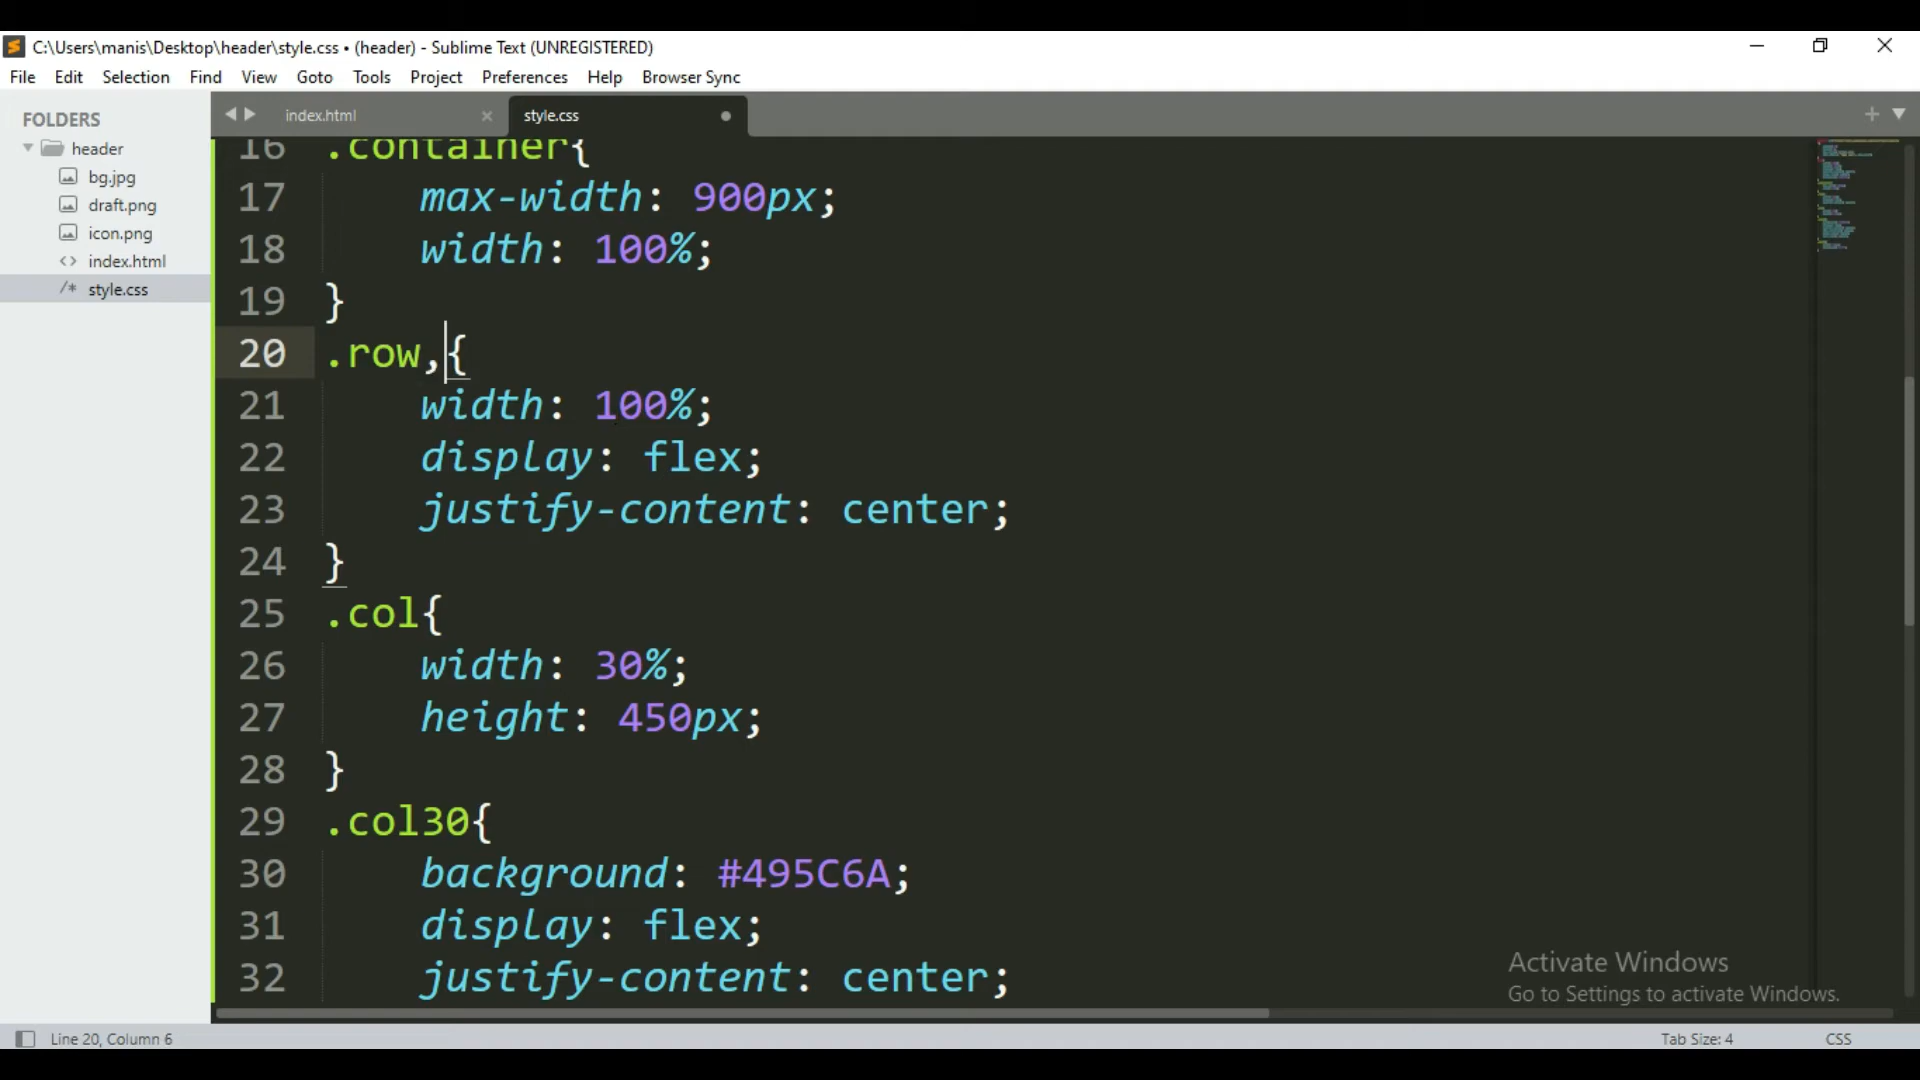 C:\Users\manis\Desktop\header\style.css • (header) - Sublime Text (UNREGISTERED)
File Edit Selection Find View Goto Tools Project Preferences Help Browser Sync
FOLDERS
header
bg.jpg
draft.png
icon.png
<> index.html
/* style.css
index.html
style.css
16 .container{
17 max-width: 900px;
18 width: 100%;
19 }
20 .row,{
21 width: 100%;
22 display: flex;
23 justify-content: center;
24 }
25 .col{
26 width: 30%;
27 height: 450px;
28 }
29 .col30{
30 background: #495C6A;
31 display: flex;
32 justify-content: center;
Activate Windows
Go to Settings to activate Windows.
Line 20, Column 6
Tab Size: 4
CSS